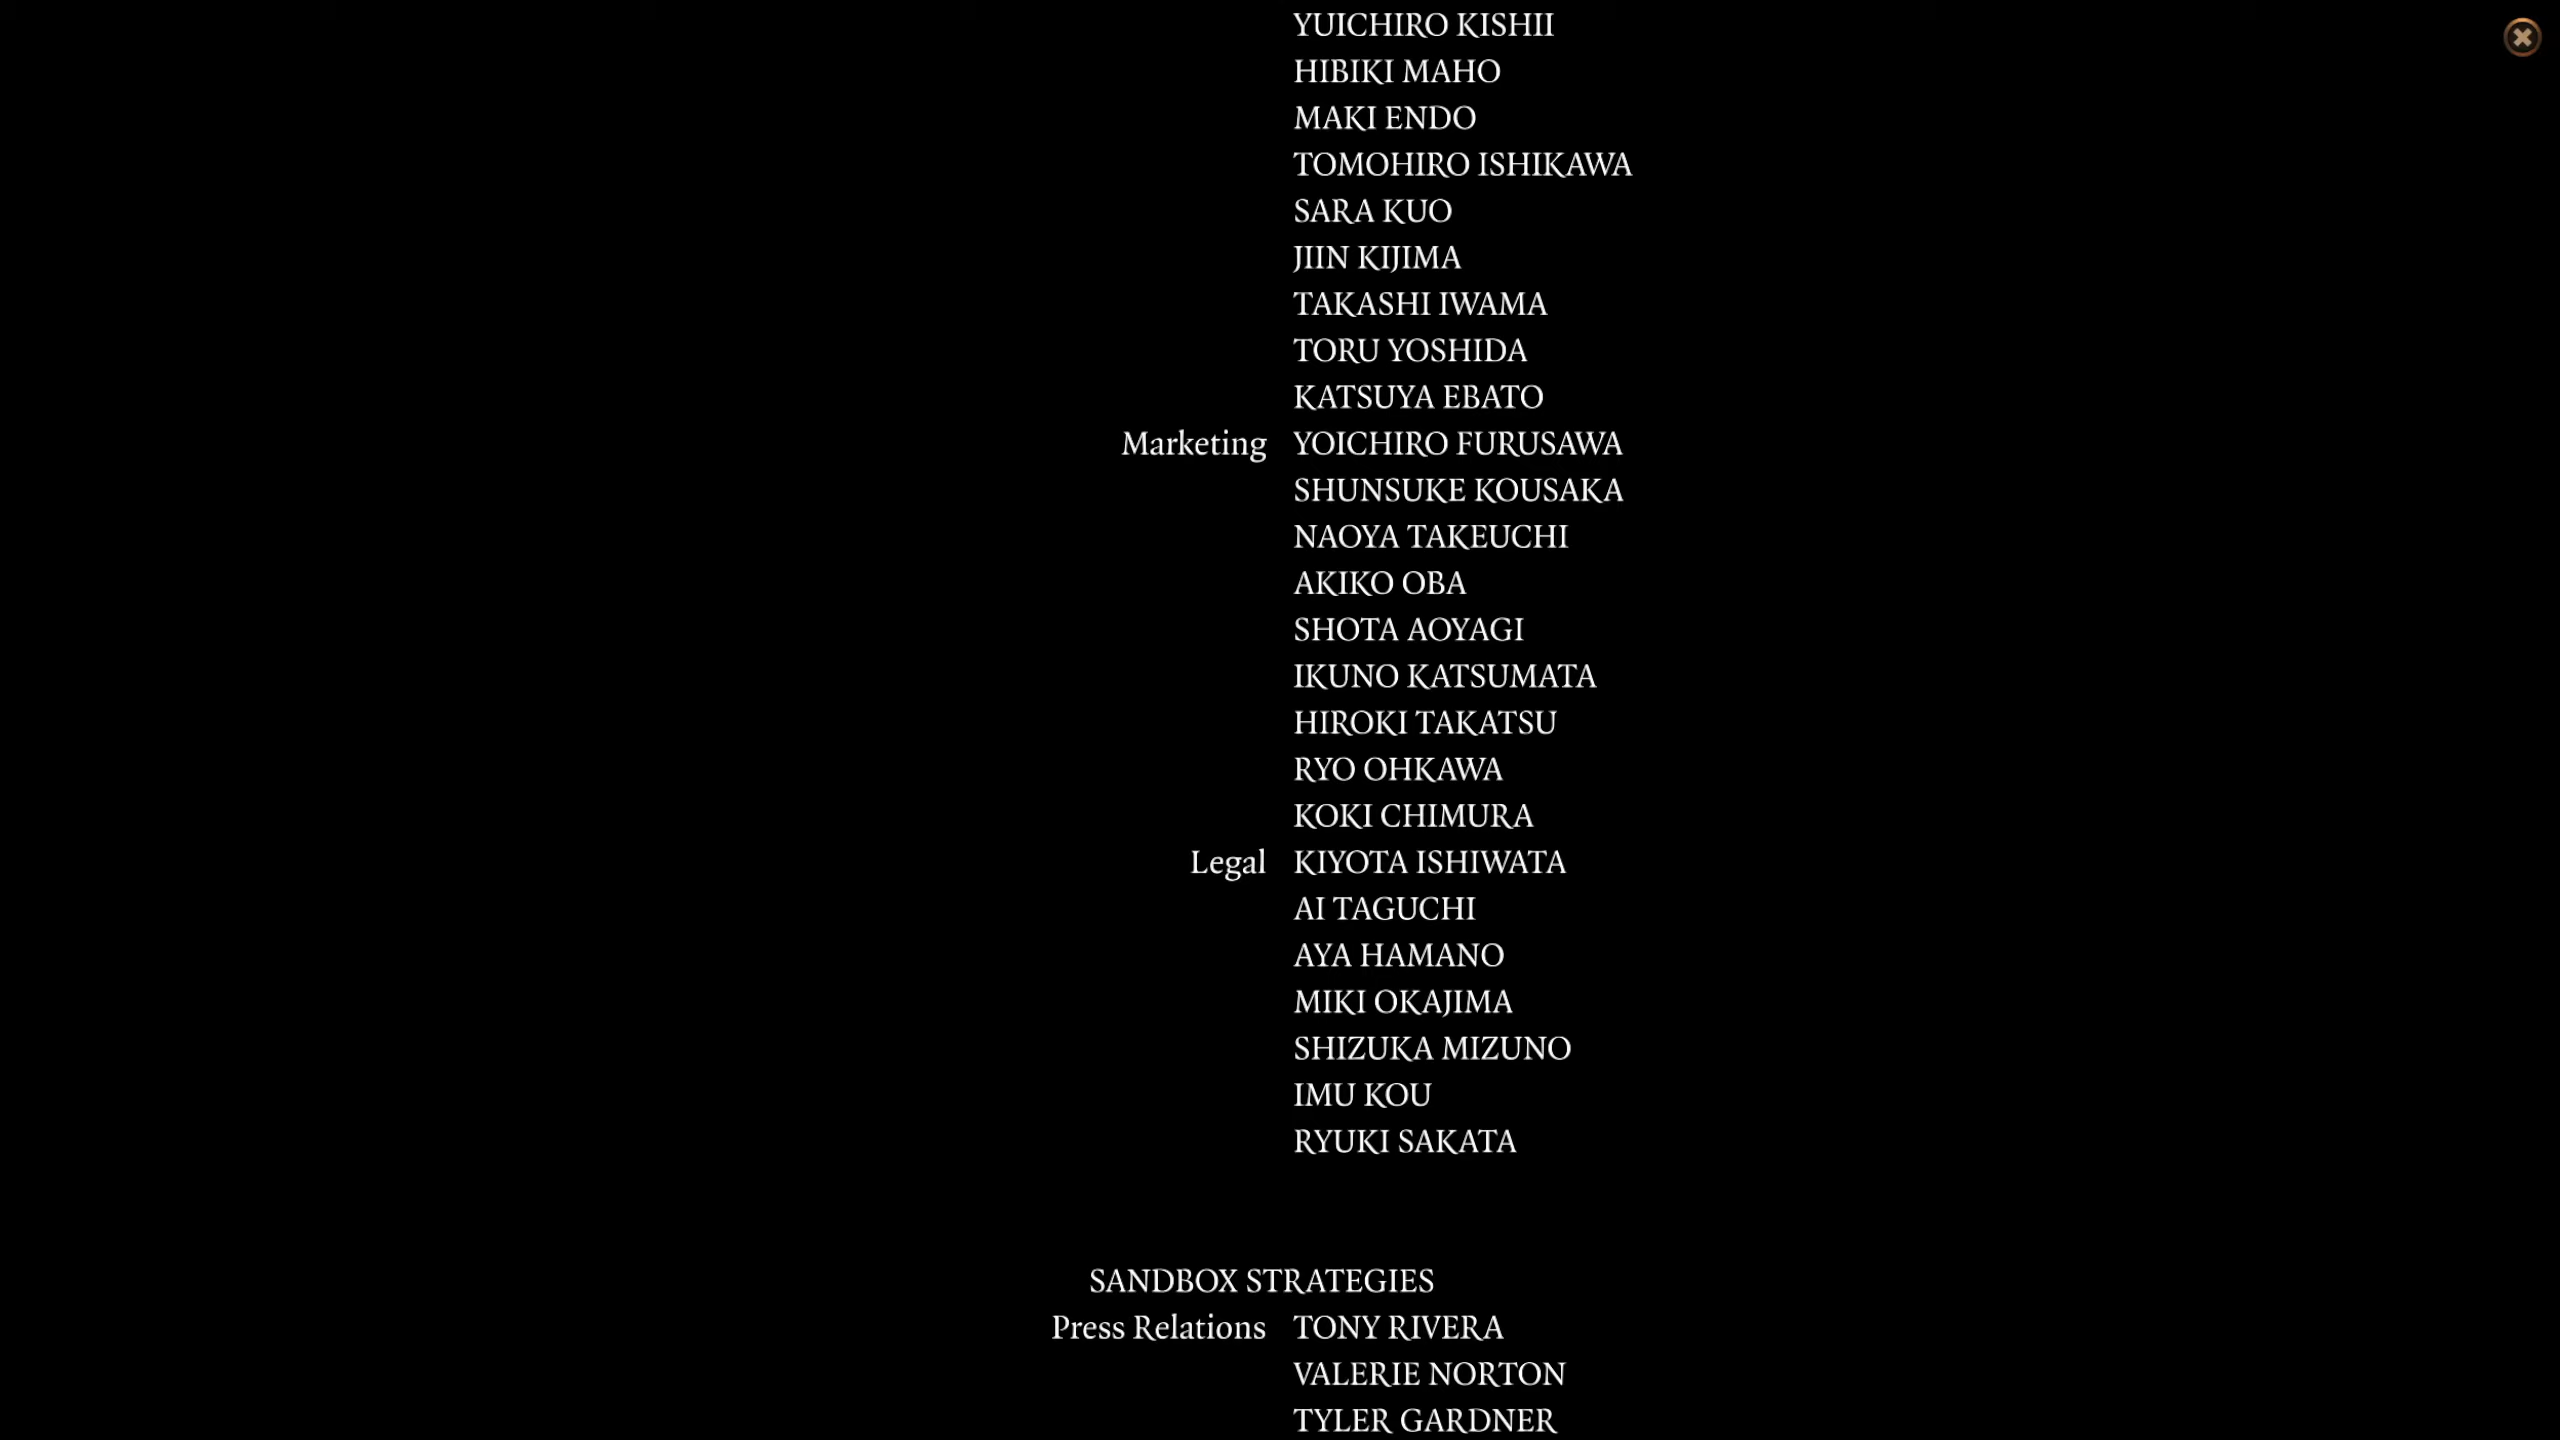 YUICHIRO KISHII
HIBIKI MAHO
MAKI ENDO
TOMOHIRO ISHIKAWA
SARA KUO
JIIN KIJIMA
TAKASHI IWAMA
TORU YOSHIDA
KATSUYA EBATO
Marketing YOICHIRO FURUSAWA
SHUNSUKE KOUSAKA
NAOYA TAKEUCHI
AKIKO OBA
SHOTA AOYAGI
IKUNO KATSUMATA
HIROKI TAKATSU
RYO OHKAWA
KOKI CHIMURA
Legal KIYOTA ISHIWATA
AI TAGUCHI
AYA HAMANO
MIKI OKAJIMA
SHIZUKA MIZUNO
IMU KOU
RYUKI SAKATA
SANDBOX STRATEGIES
Press Relations TONY RIVERA
VALERIE NORTON
TYLER GARDNER